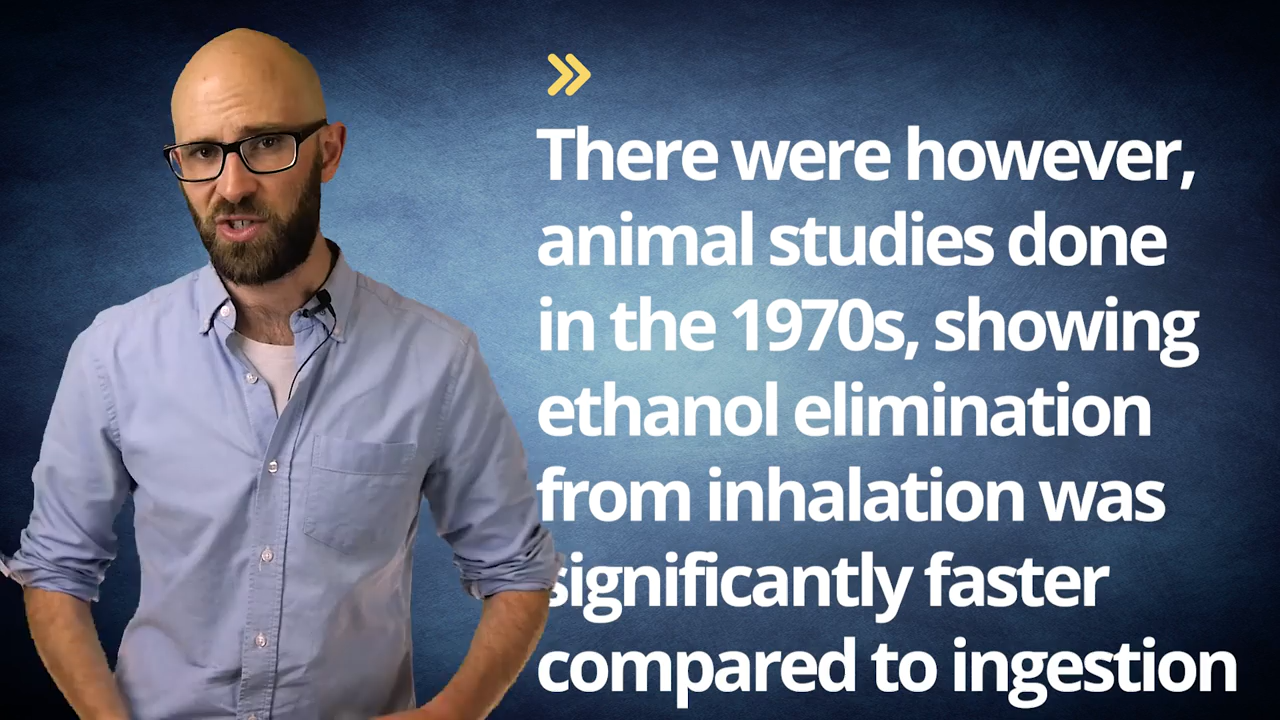 There were however,
animal studies done
in the 1970s, showing
ethanol elimination
from inhalation was
significantly faster
compared to ingestion